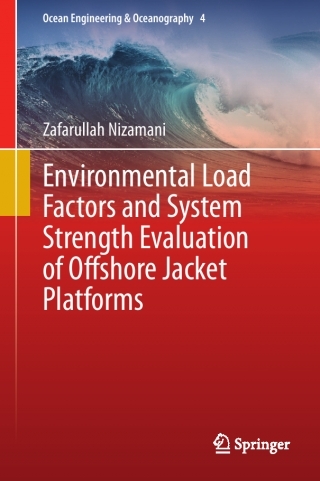 Ocean Engineering & Oceanography 4
Zafarullah Nizamani
Environmental Load
Factors and System
Strength Evaluation
of Offshore Jacket
Platforms
Springer